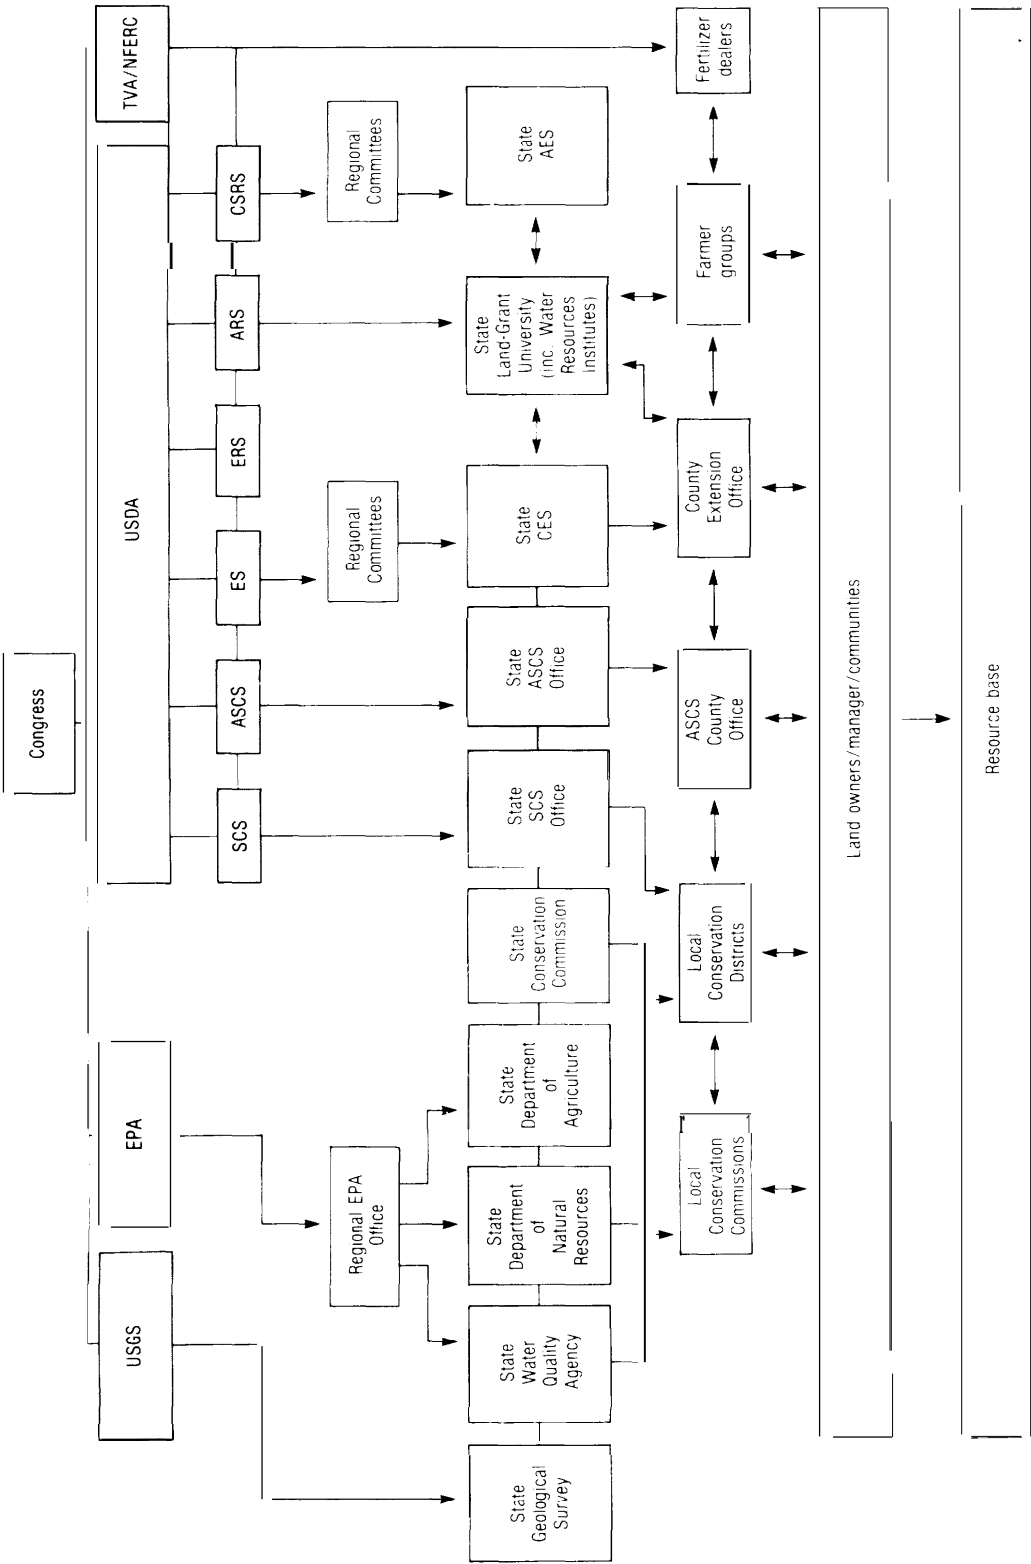 Congress
USGS
EPA
USDA
TVA/NFERC
SCS
ASCS
ES
ERS
ARS
CSRS
Regional EPA
Office
Regional
Committees
Regional
Committees
State
Geological
Survey
State
Water
Quality
Agency
State
Department
of
Natural
Resources
State
Department
of
Agriculture
State
Conservation
Commission
State
SCS
Office
State
ASCS
Office
State
CES
State
Land-Grant
University
(inc. Water
Resources
Institutes)
State
AES
Local
Conservation
Commissions
Local
Conservation
Districts
ASCS
County
Office
County
Extension
Office
Farmer
groups
Fertilizer
dealers
Land owners/manager/communities
Resource base